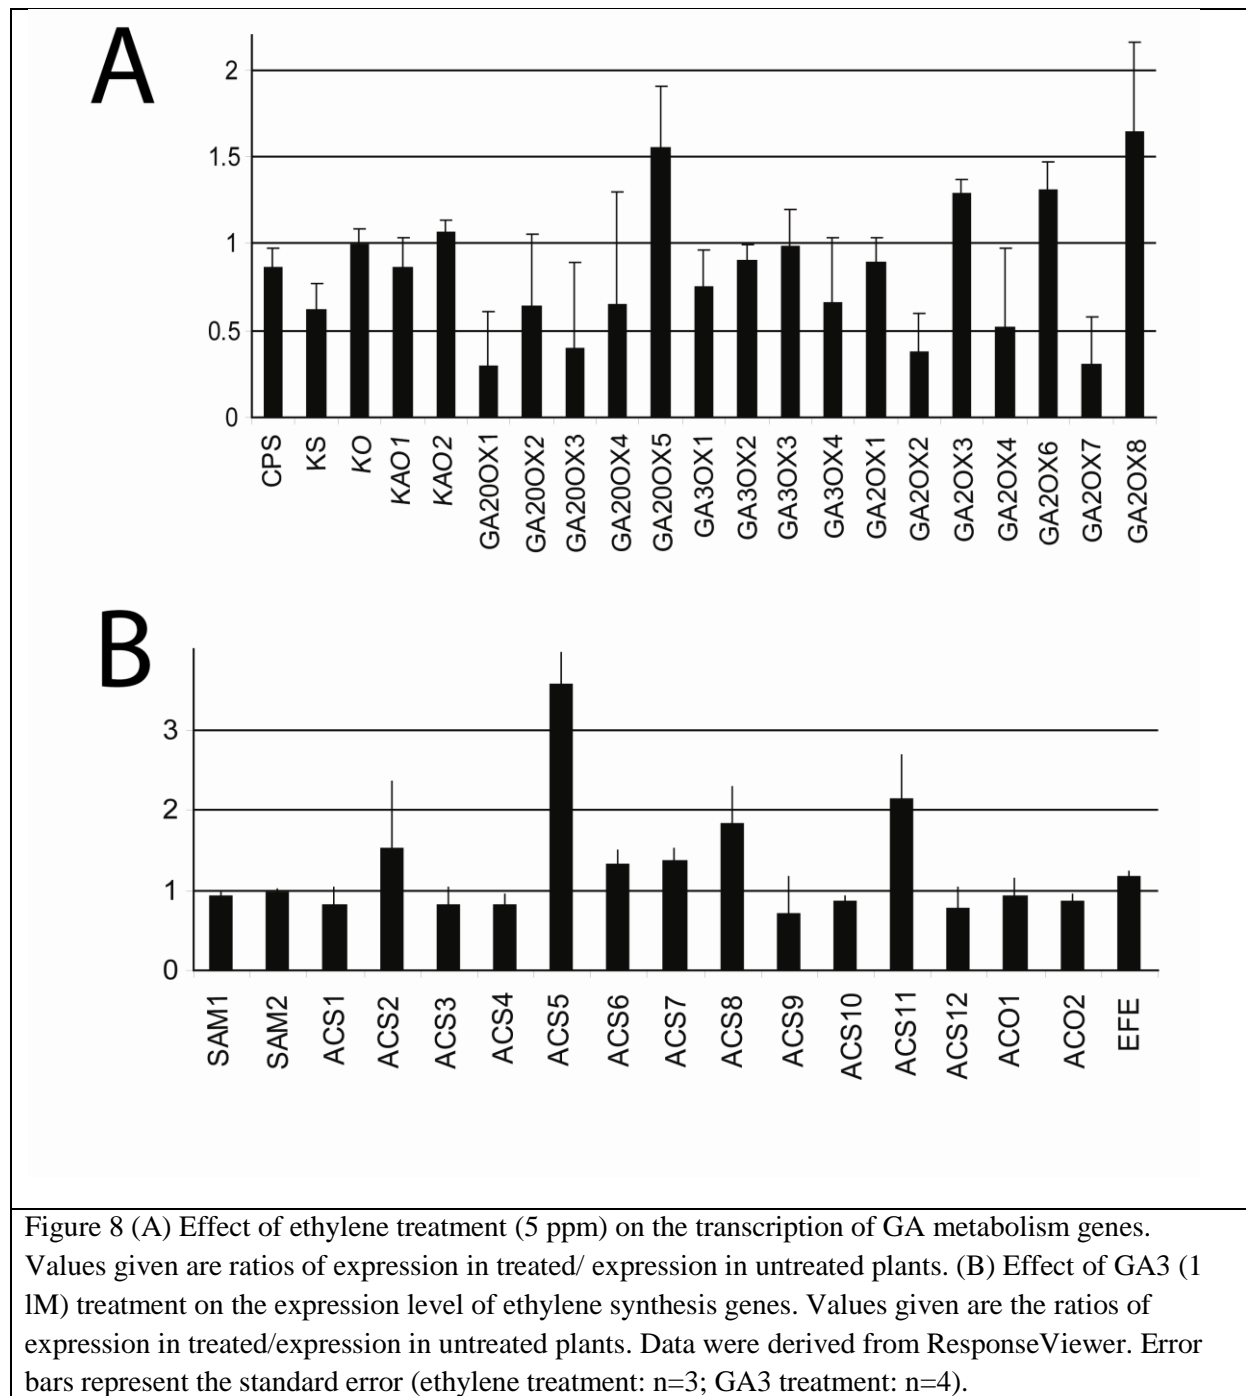 A
2
1.5
1
0.5
0
CPS
KS
KO
KAO1
KAO2
GA20OX1
GA20OX2
GA20OX3
GA20OX4
GA20OX5
GA3OX1
GA3OX2
GA3OX3
GA3OX4
GA2OX1
GA2OX2
GA2OX3
GA2OX4
GA2OX6
GA2OX7
GA2OX8
B
3
2
1
0
SAM1
SAM2
ACS1
ACS2
ACS3
ACS4
ACS5
ACS6
ACS7
ACS8
ACS9
ACS10
ACS11
ACS12
ACO1
ACO2
EFE
Figure 8 (A) Effect of ethylene treatment (5 ppm) on the transcription of GA metabolism genes.
Values given are ratios of expression in treated/ expression in untreated plants. (B) Effect of GA3 (1
lM) treatment on the expression level of ethylene synthesis genes. Values given are the ratios of
expression in treated/expression in untreated plants. Data were derived from ResponseViewer. Error
bars represent the standard error (ethylene treatment: n=3; GA3 treatment: n=4).